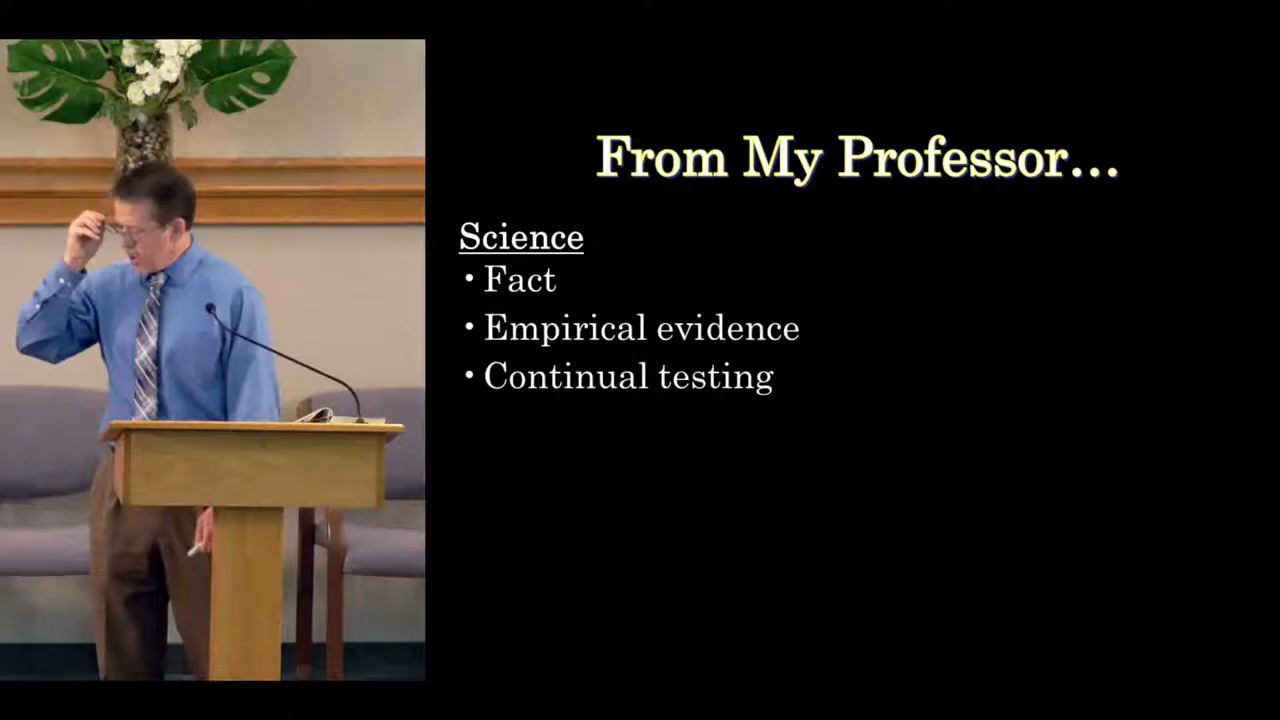 From My Professor...
Science
• Fact
• Empirical evidence
• Continual testing